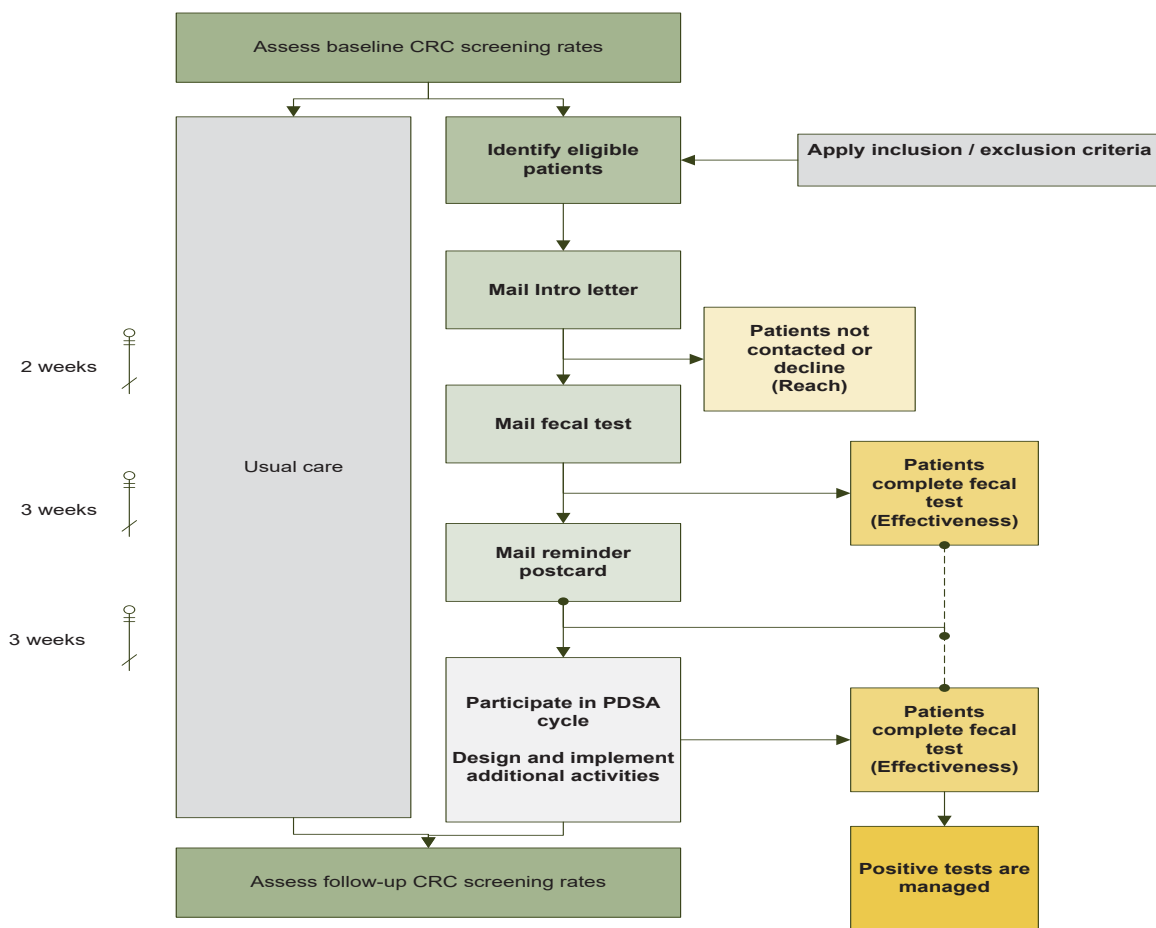 Assess baseline CRC screening rates
Identify eligible
patients
Apply inclusion / exclusion criteria
Mail Intro letter
2 weeks
Patients not
contacted or
decline
(Reach)
Mail fecal test
Usual care
3 weeks
Patients
complete fecal
test
(Effectiveness)
Mail reminder
postcard
3 weeks
Participate in PDSA
cycle
Design and implement
additional activities
Patients
complete fecal
test
(Effectiveness)
Assess follow-up CRC screening rates
Positive tests are
managed